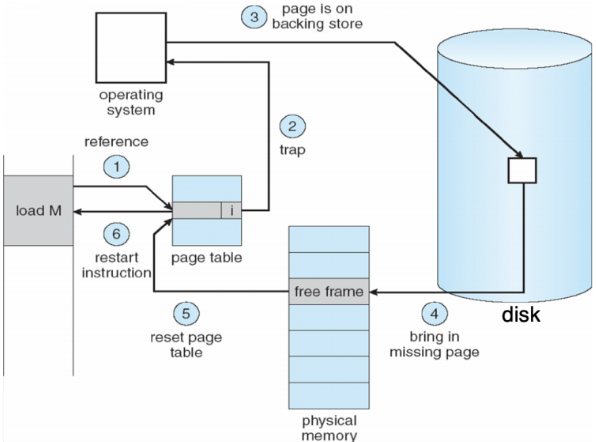 3
page is on
backing store
operating
system
2
trap
reference
1
load M
i
6
restart
instruction
page table
free frame
5
reset page
table
4
bring in
missing page
disk
physical
memory